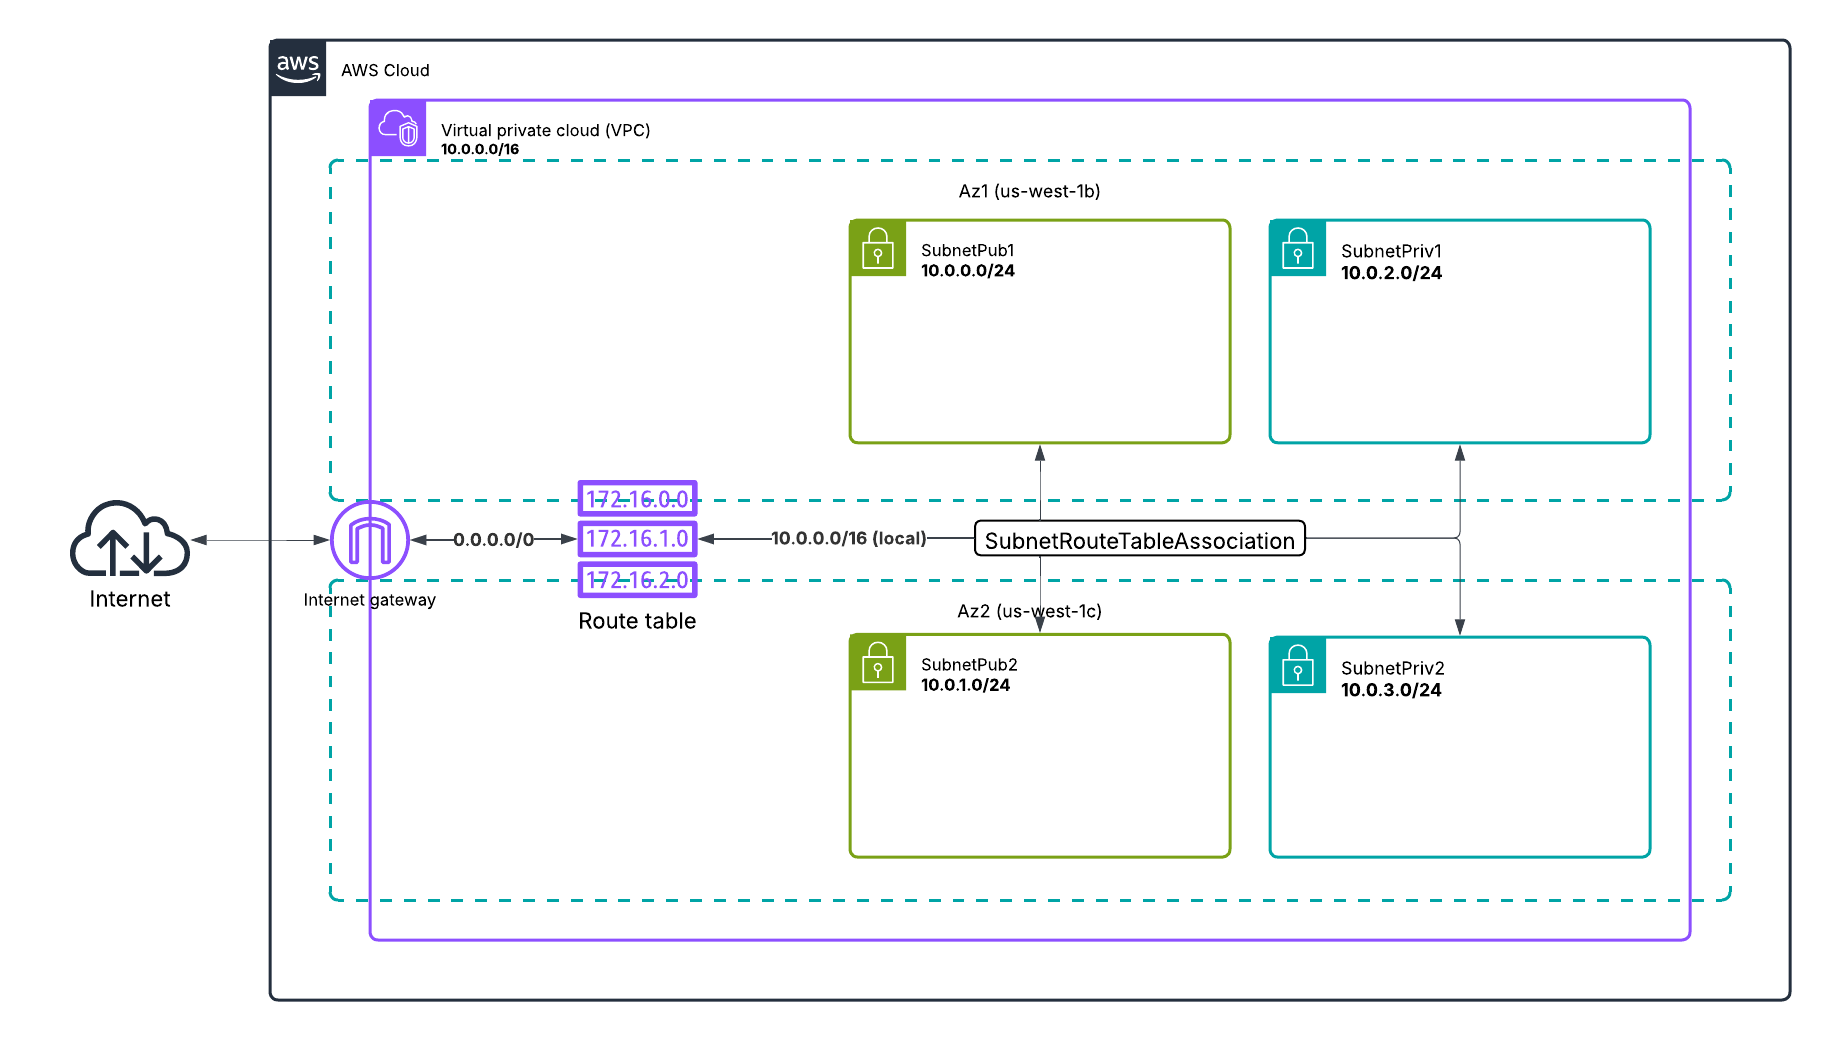 aws
AWS Cloud
Virtual private cloud (VPC)
10.0.0.0/16
Az1 (us-west-1b)
SubnetPub1
10.0.0.0/24
SubnetPriv1
10.0.2.0/24
172.16.0.0
172.16.1.0
172.16.2.0
Route table
0.0.0.0/0
10.0.0.0/16 (local)
SubnetRouteTableAssociation
Internet
Internet gateway
Az2 (us-west-1c)
SubnetPub2
10.0.1.0/24
SubnetPriv2
10.0.3.0/24